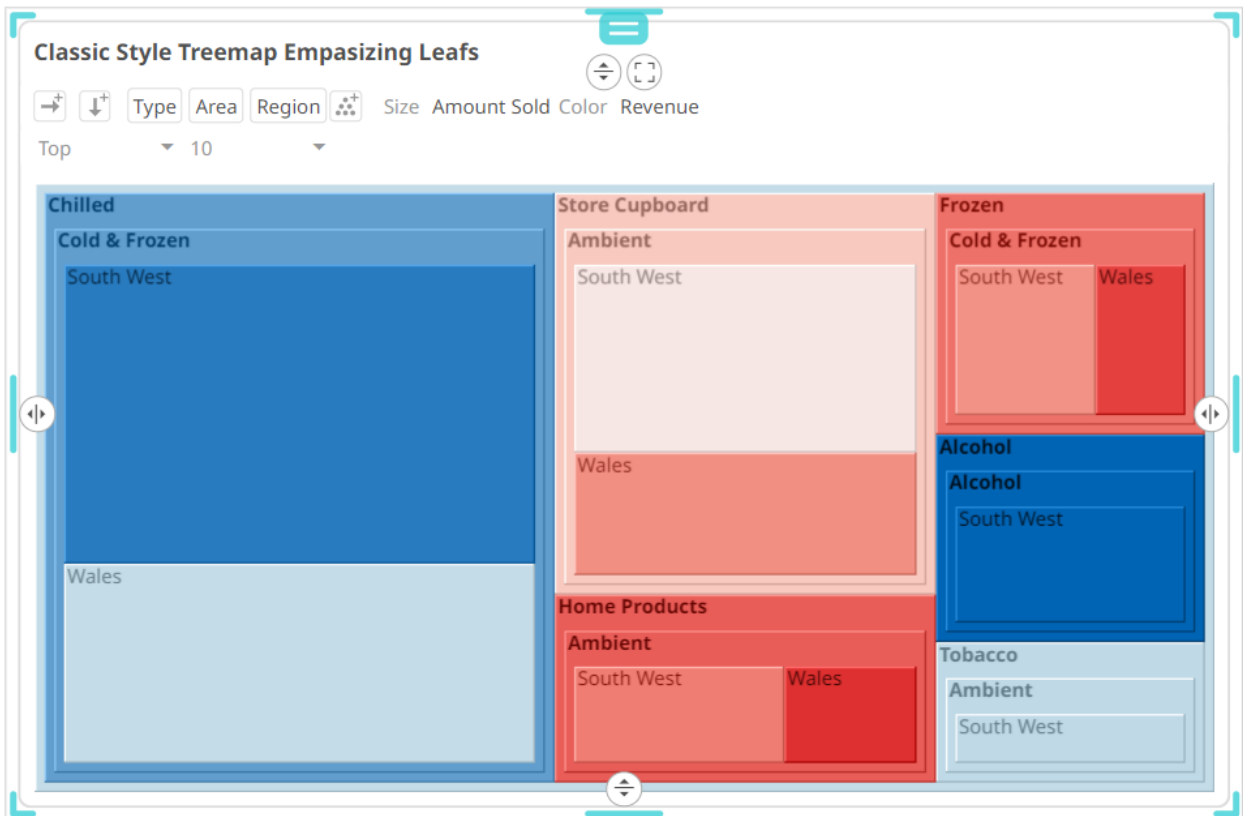 Classic Style Treemap Empasizing Leafs
Type Area Region Size Amount Sold Color Revenue
Top 10
Chilled
Cold & Frozen
South West
Wales
Store Cupboard
Ambient
South West
Wales
Home Products
Ambient
South West Wales
Frozen
Cold & Frozen
South West Wales
Alcohol
Alcohol
South West
Tobacco
Ambient
South West